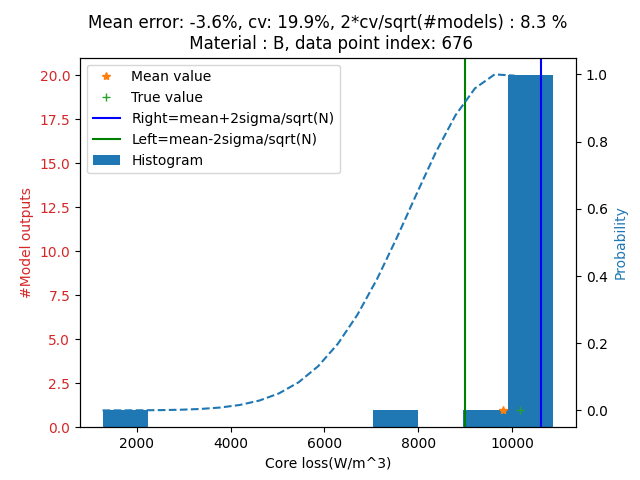 Mean error: -3.6%, cv: 19.9%, 2*cv/sqrt(#models) : 8.3 %
Material : B, data point index: 676
Mean value
True value
Right=mean+2sigma/sqrt(N)
Left=mean-2sigma/sqrt(N)
Histogram
#Model outputs
20.0
17.5
15.0
12.5
10.0
7.5
5.0
2.5
0.0
1.0
0.8
0.6
0.4
0.2
0.0
Probability
2000 4000 6000 8000 10000
Core loss(W/m^3)